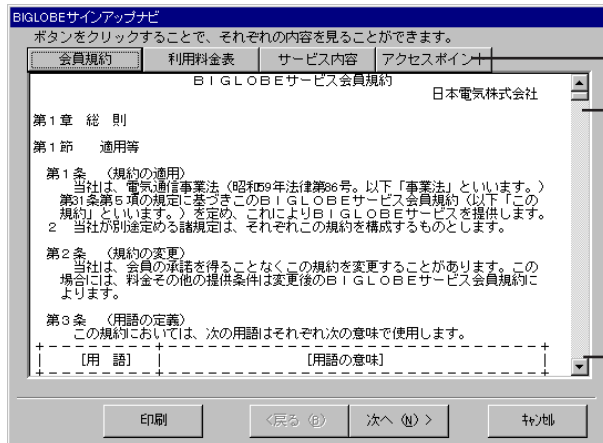 BIGLOBEサインアップナビ
ボタンをクリックすることで、それぞれの内容を見ることができます。
会員規約 利用料金表 サービス内容 アクセスポイント
ＢＩＧＬＯＢＥサービス会員規約
日本電気株式会社
第１章 総 則
第１節 適用等
第１条 （規約の適用）
当社は、電気通信事業法（昭和59年法律第86号。以下「事業法」といいます。）
第31条第５項の規定に基づきこのＢＩＧＬＯＢＥサービス会員規約（以下「この
規約」といいます。）を定め、これによりＢＩＧＬＯＢＥサービスを提供します。
２ 当社が別途定める諸規定は、それぞれこの規約を構成するものとします。
第２条 （規約の変更）
当社は、会員の承諾を得ることなくこの規約を変更することがあります。この
場合には、料金その他の提供条件は変更後のＢＩＧＬＯＢＥサービス会員規約に
よります。
第３条 （用語の定義）
この規約においては、次の用語はそれぞれ次の意味で使用します。
[用 語] [用語の意味]
印刷 <戻る (B) 次へ (N) > ｷｬﾝｾﾙ